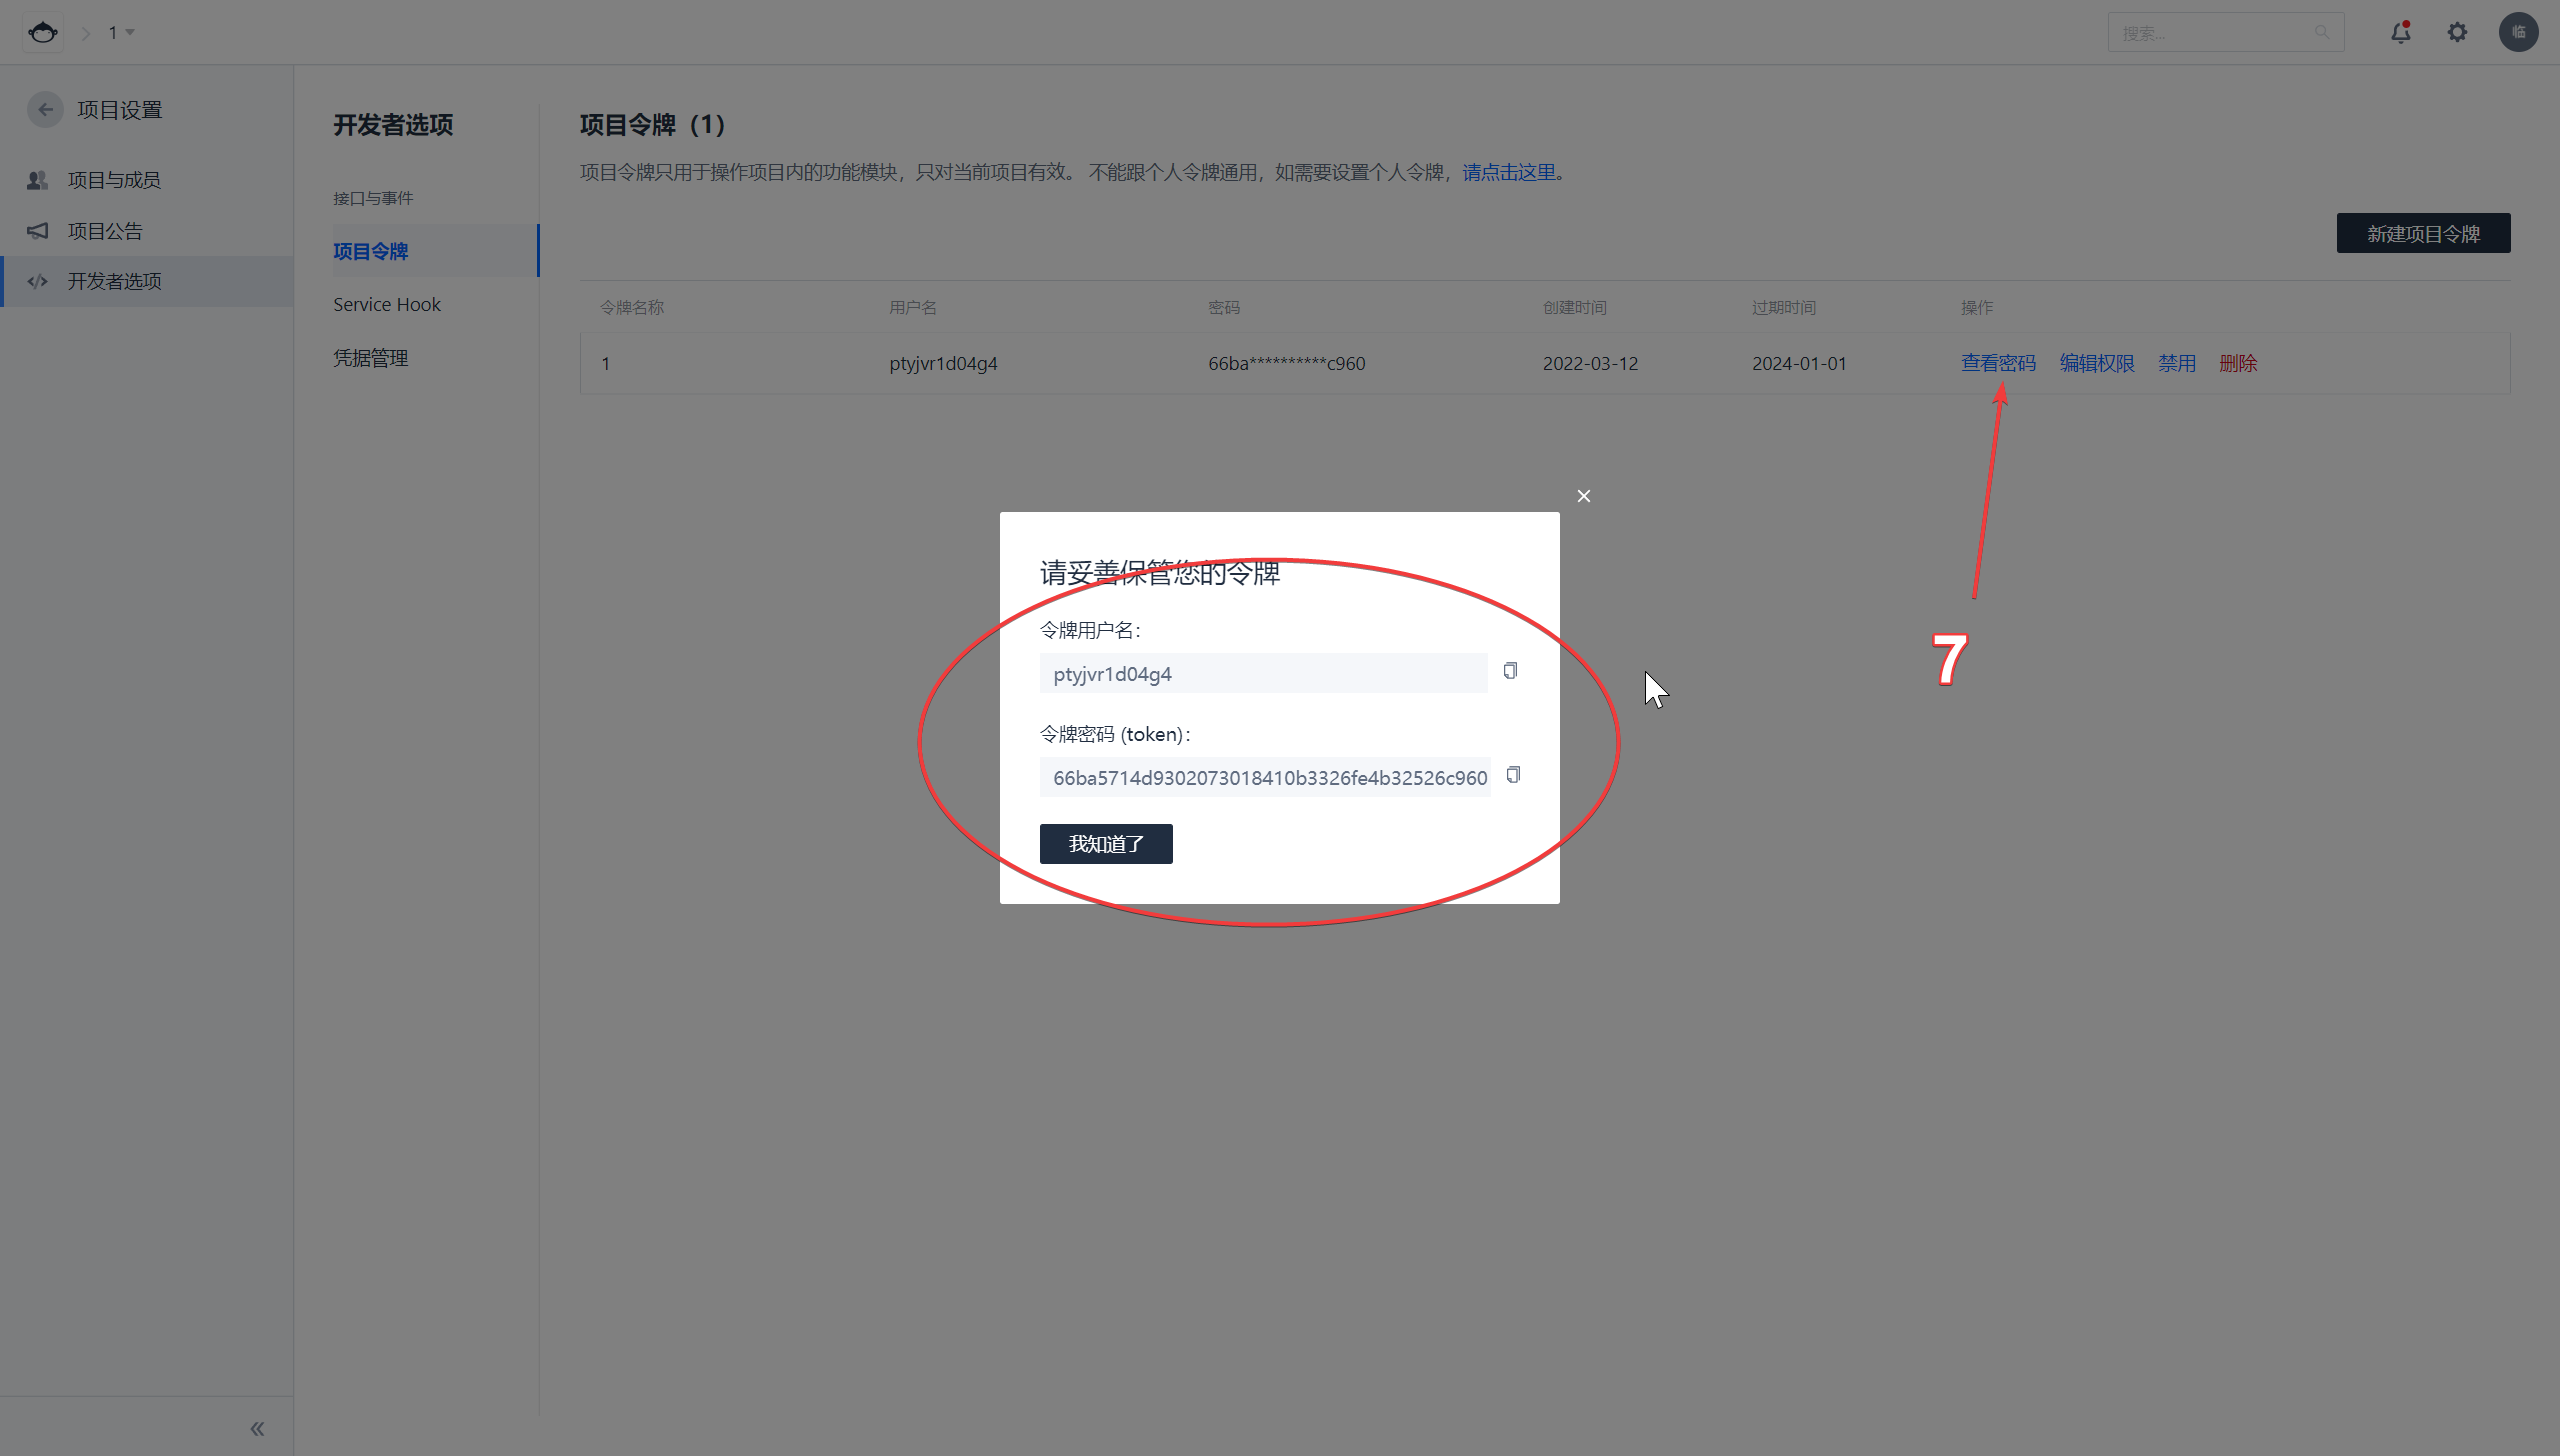 1
搜索...
临
项目设置
项目与成员
项目公告
开发者选项
开发者选项
接口与事件
项目令牌
Service Hook
凭据管理
项目令牌（1）
项目令牌只用于操作项目内的功能模块，只对当前项目有效。 不能跟个人令牌通用，如需要设置个人令牌，请点击这里。
新建项目令牌
令牌名称 用户名 密码 创建时间 过期时间 操作
1 ptyjvr1d04g4 66ba**********c960 2022-03-12 2024-01-01 查看密码 编辑权限 禁用 删除
请妥善保管您的令牌
令牌用户名：
ptyjvr1d04g4
令牌密码 (token)：
66ba5714d9302073018410b3326fe4b32526c960
我知道了
7